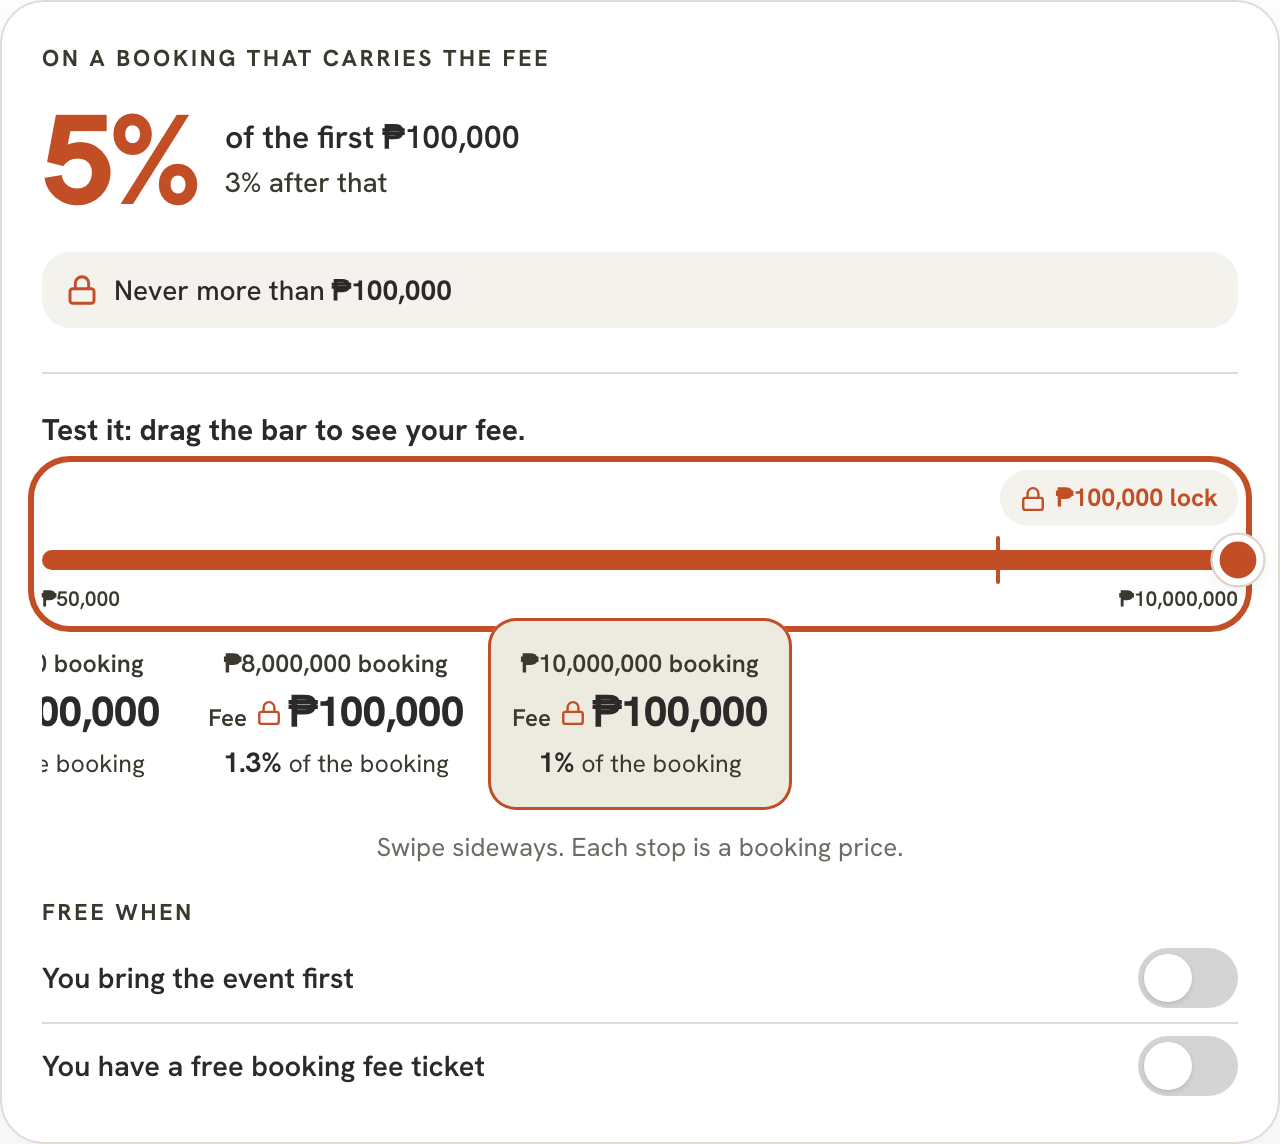 ON A BOOKING THAT CARRIES THE FEE
5%
of the first ₱100,000
3% after that
Never more than ₱100,000
Test it: drag the bar to see your fee.
₱100,000 lock
₱50,000
₱10,000,000
booking
₱8,000,000 booking
₱10,000,000 booking
00,000
Fee ₱100,000
Fee ₱100,000
booking
1.3% of the booking
1% of the booking
Swipe sideways. Each stop is a booking price.
FREE WHEN
You bring the event first
You have a free booking fee ticket